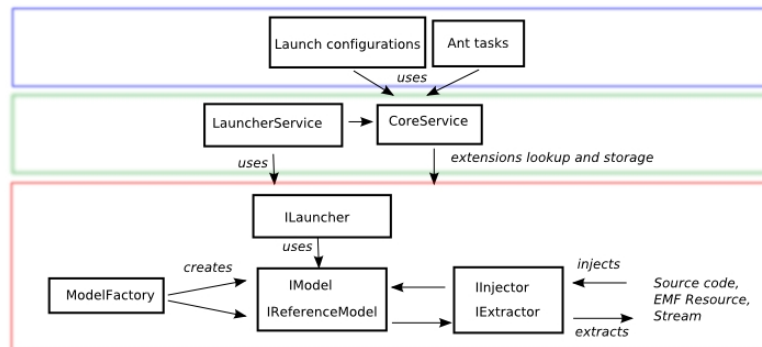 Launch configurations
Ant tasks
uses
LauncherService
CoreService
uses
extensions lookup and storage
ILauncher
uses
creates
injects
ModelFactory
IModel
IReferenceModel
IInjector
IExtractor
Source code,
EMF Resource,
Stream
extracts